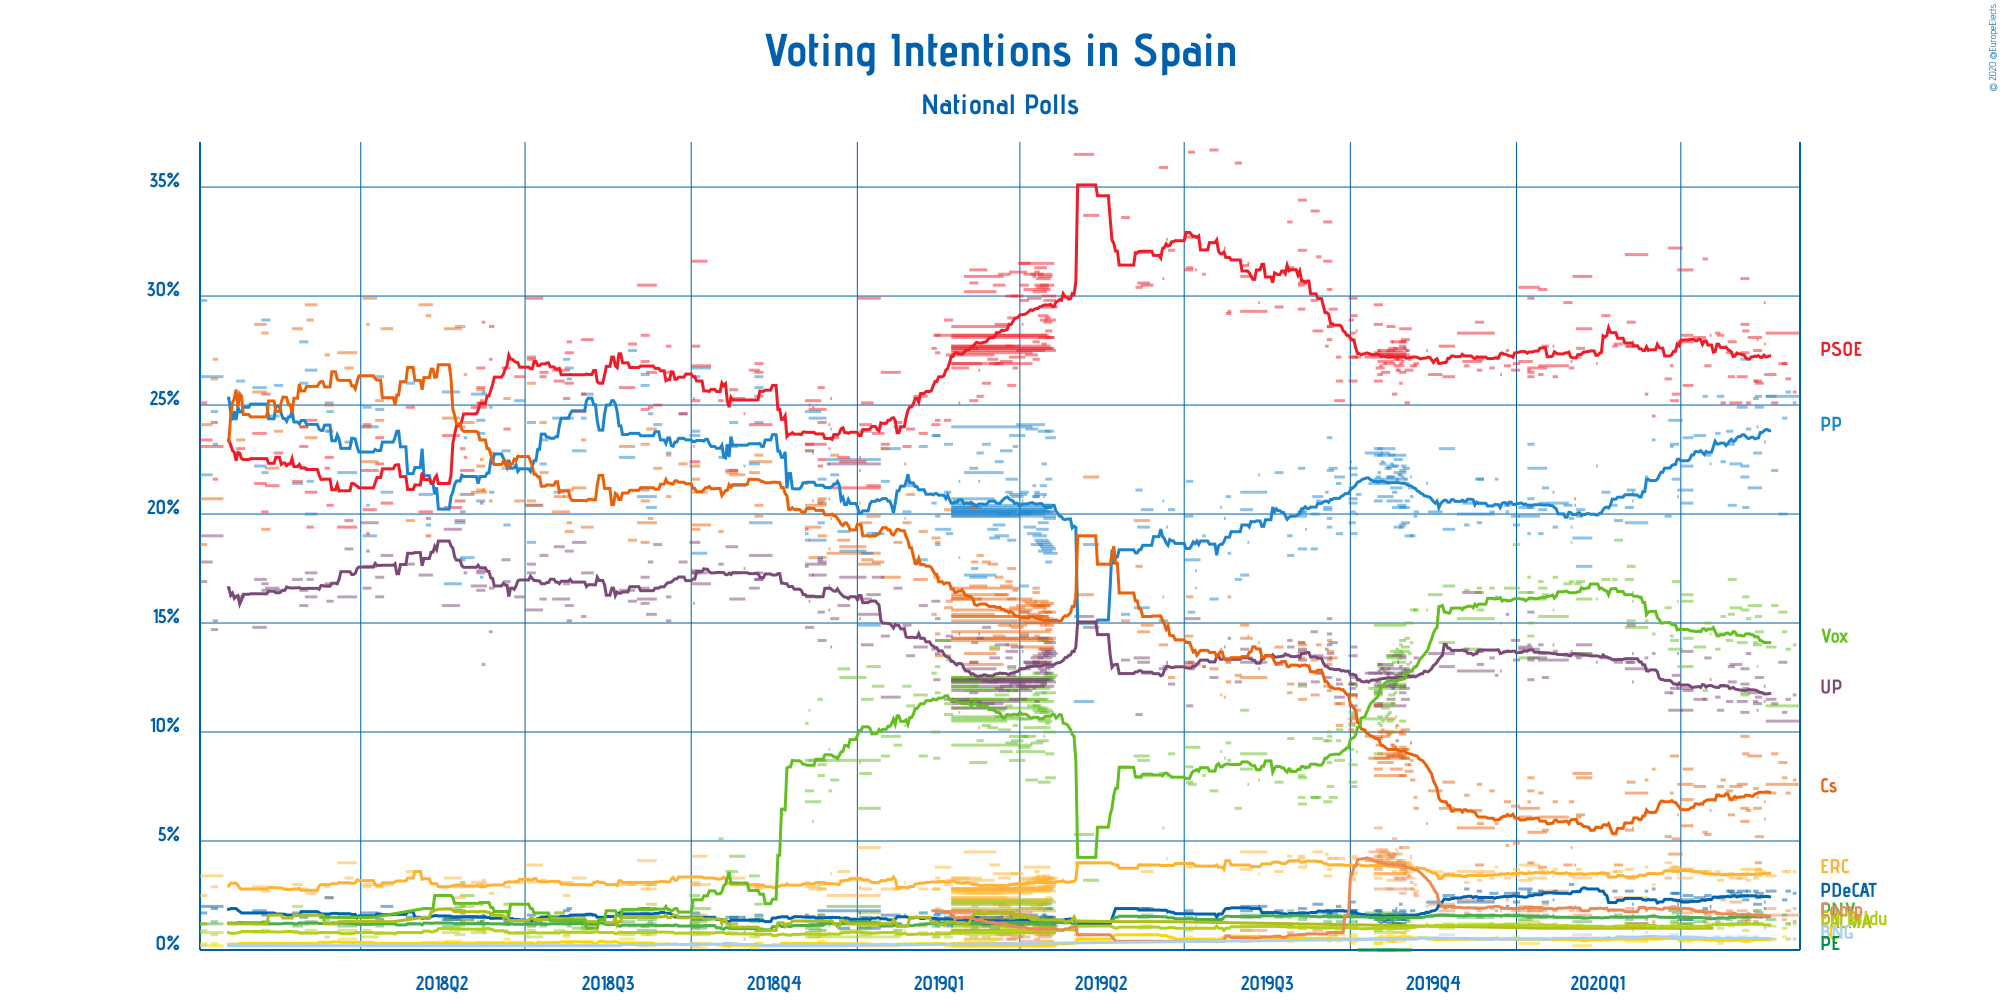 © 2020 @EuropeElects
Voting Intentions in Spain
National Polls
35%
30%
25%
20%
15%
10%
5%
0%
PSOE
PP
Vox
UP
Cs
ERC
PDeCAT
BNG
PE
2018Q2
2018Q3
2018Q4
2019Q1
2019Q2
2019Q3
2019Q4
2020Q1